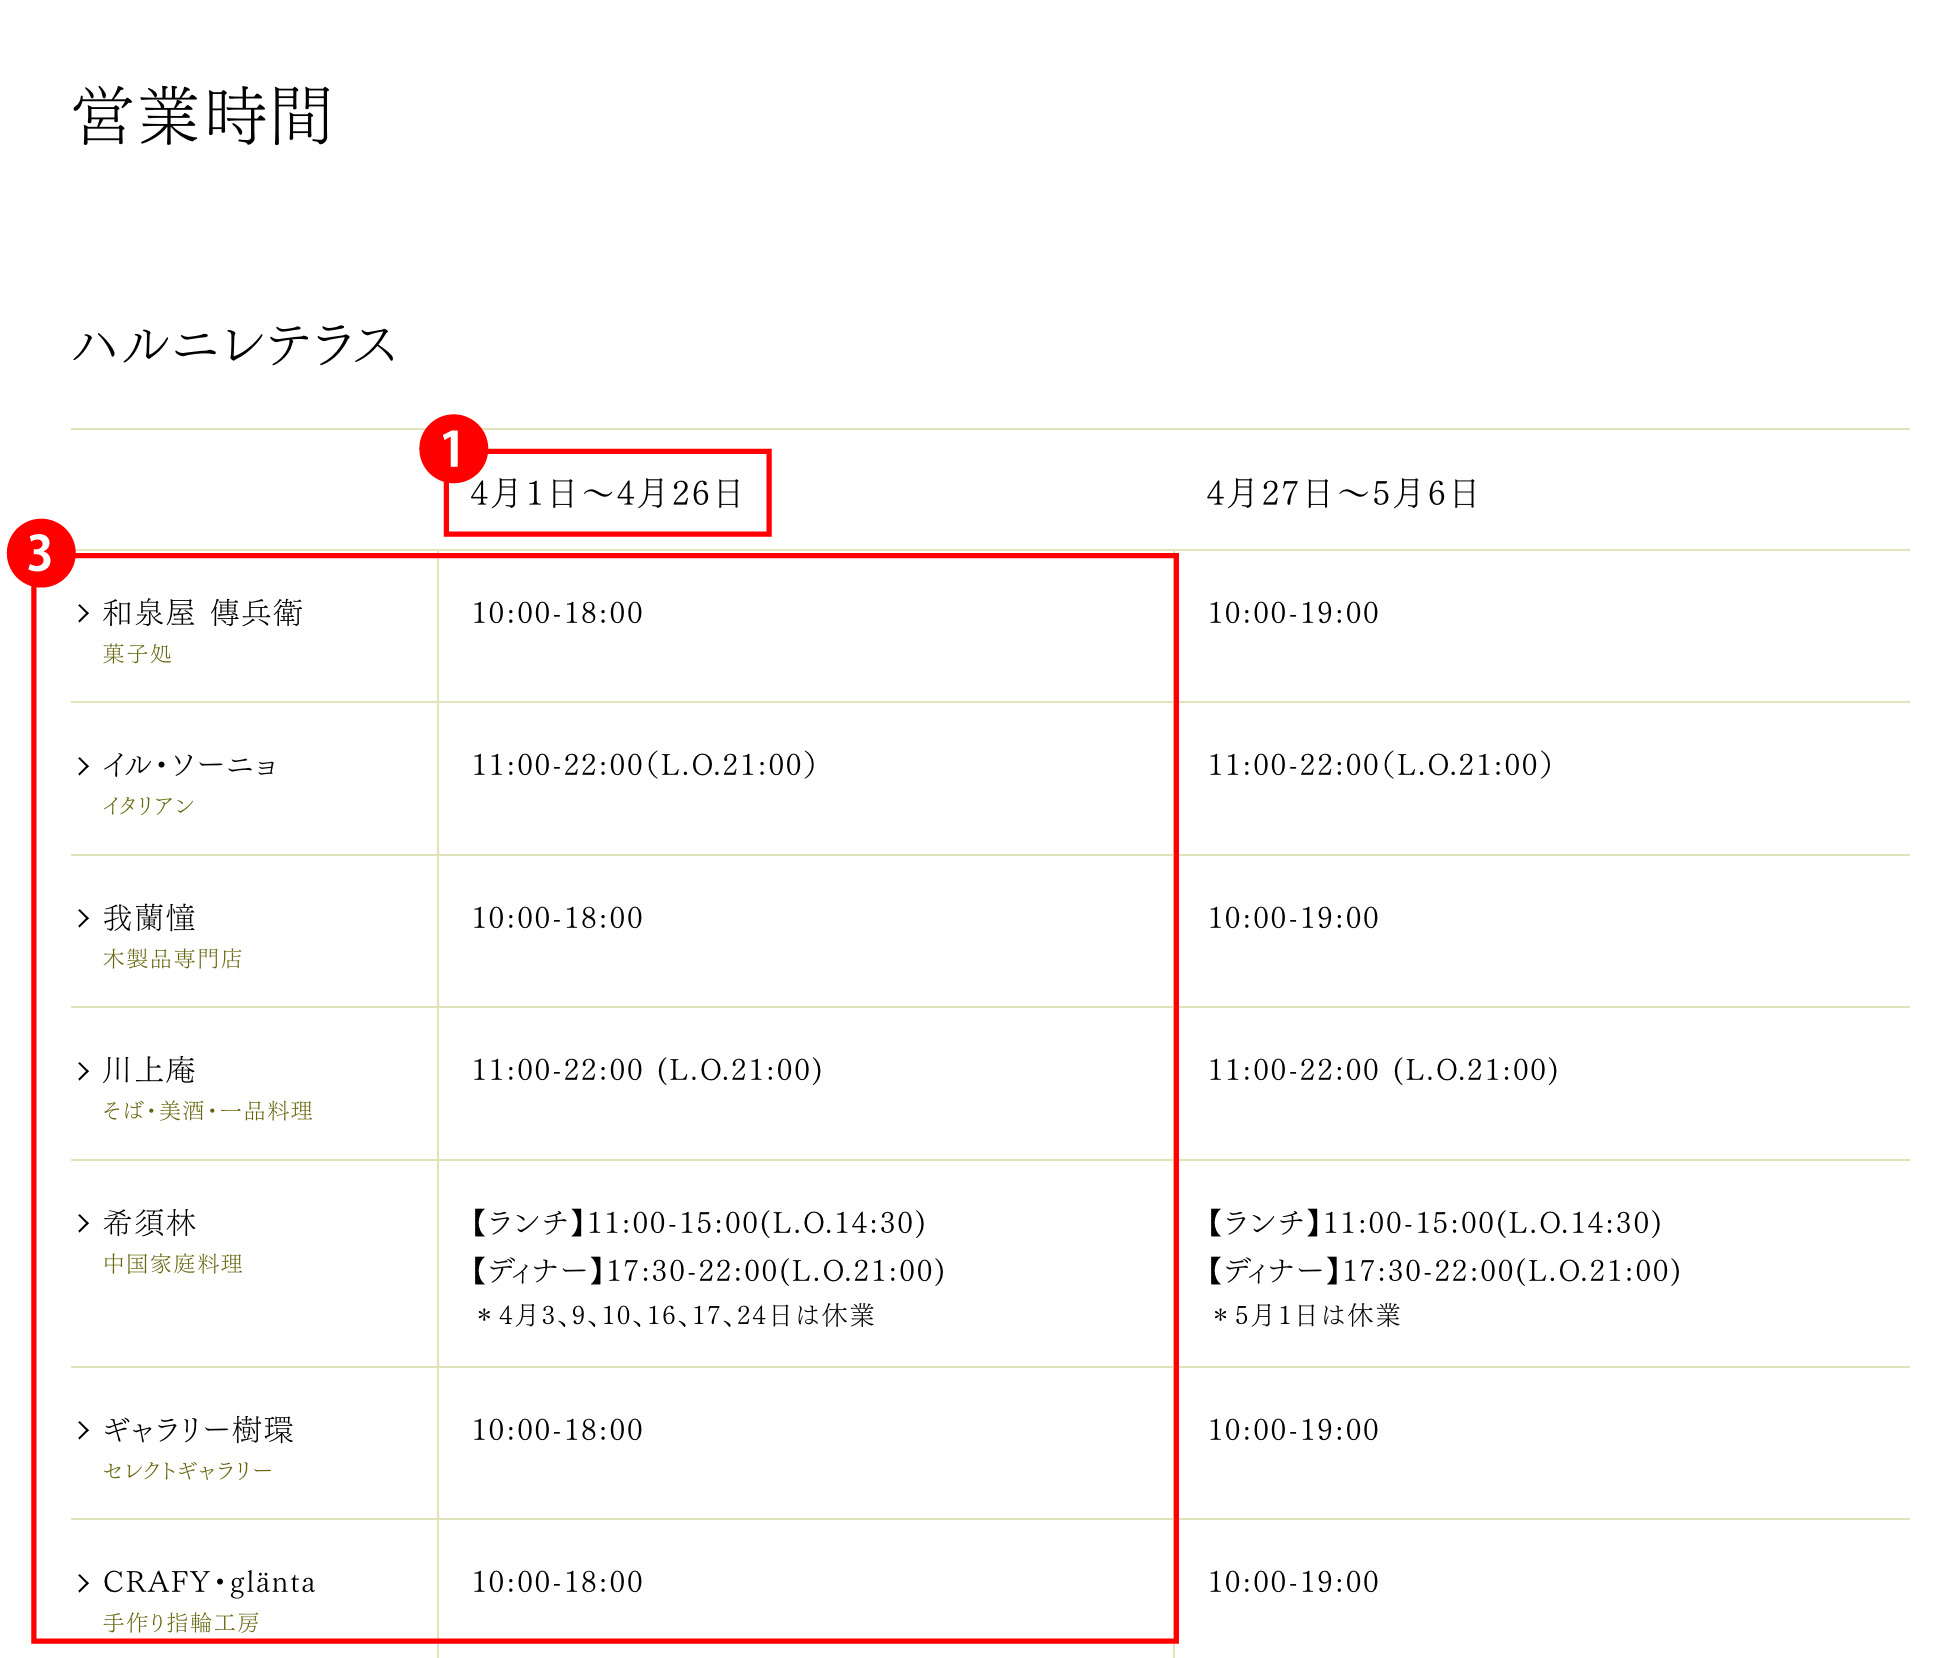 営業時間
ハルニレテラス
1
4月1日～4月26日
4月27日～5月6日
3
和泉屋 傳兵衛
菓子処
10:00-18:00
10:00-19:00
イル・ソーニョ
イタリアン
11:00-22:00（L.O.21:00）
11:00-22:00（L.O.21:00）
我蘭憧
木製品専門店
10:00-18:00
10:00-19:00
川上庵
そば・美酒・一品料理
11:00-22:00 (L.O.21:00)
11:00-22:00 (L.O.21:00)
希須林
中国家庭料理
【ランチ】11:00-15:00(L.O.14:30)
【ディナー】17:30-22:00(L.O.21:00)
＊4月3、9、10、16、17、24日は休業
【ランチ】11:00-15:00(L.O.14:30)
【ディナー】17:30-22:00(L.O.21:00)
＊5月1日は休業
ギャラリー樹環
セレクトギャラリー
10:00-18:00
10:00-19:00
CRAFY・glänta
手作り指輪工房
10:00-18:00
10:00-19:00